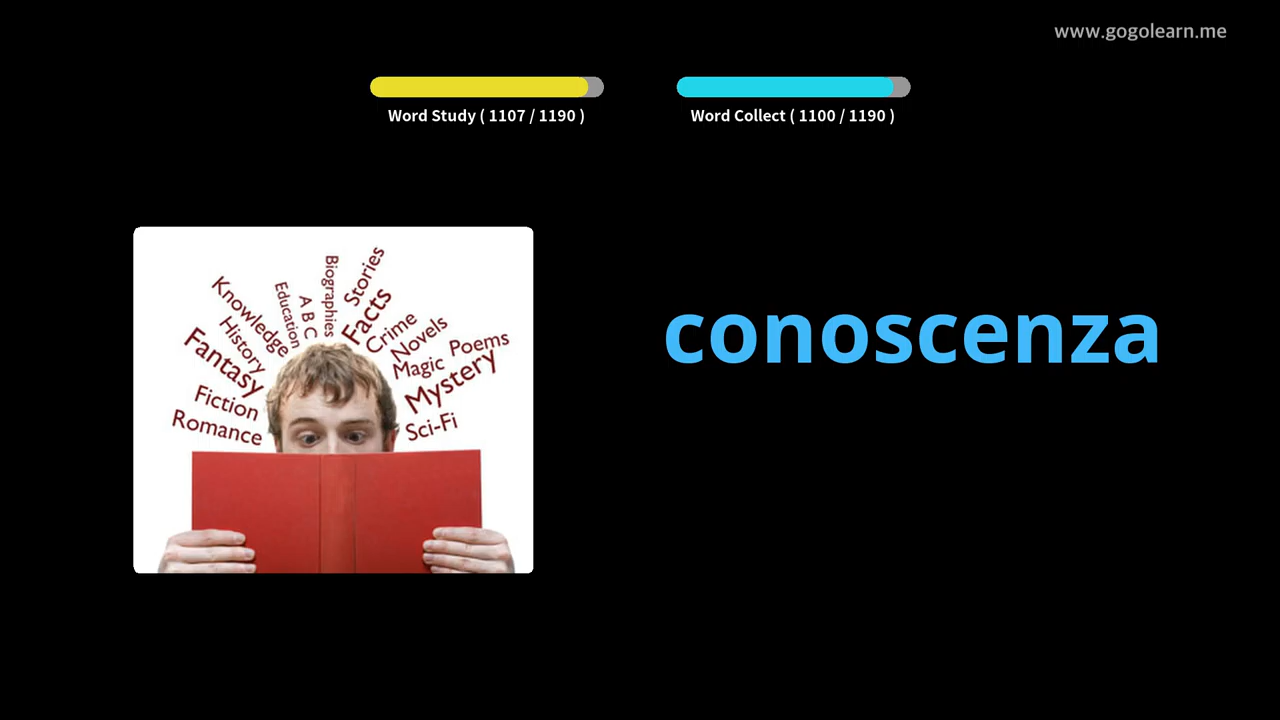 www.gogolearn.me
Word Study ( 1107 / 1190 )
Word Collect ( 1100 / 1190 )
conoscenza
Biographies
Stories
Education
A B C
Facts
Knowledge
Crime
History
Novels
Poems
Fantasy
Magic
Mystery
Fiction
Sci-Fi
Romance